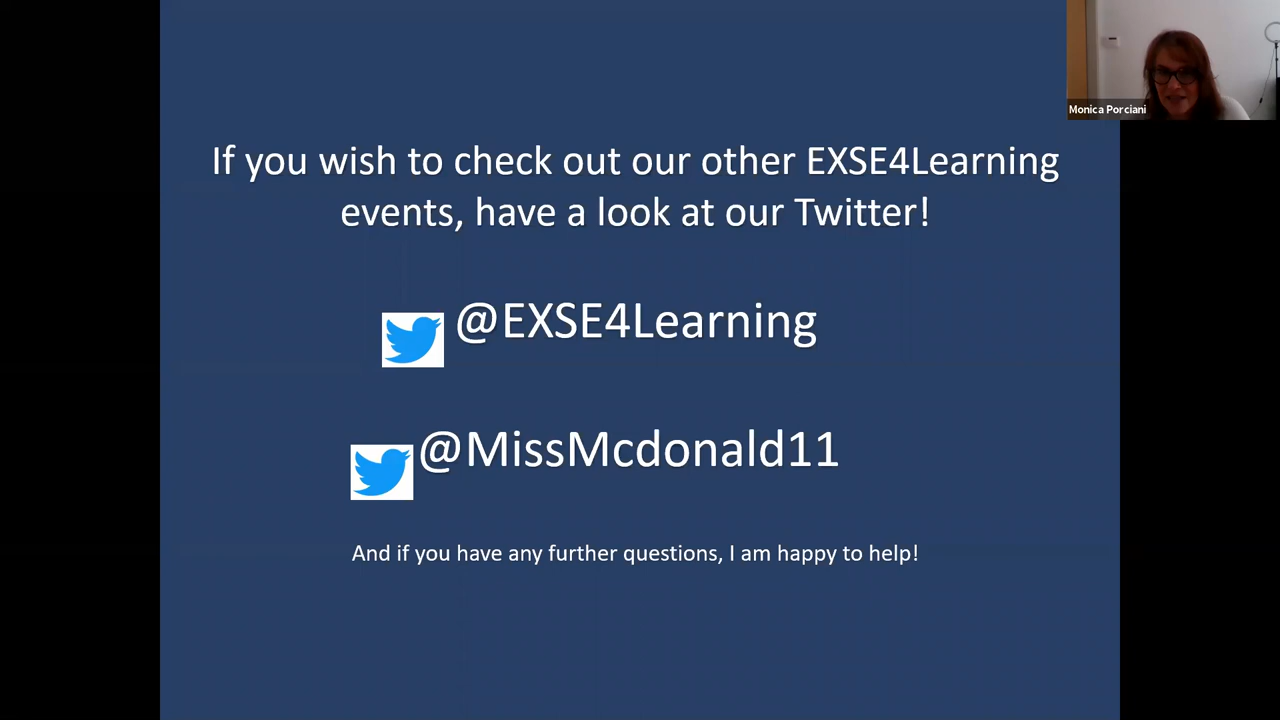 Monica Porciani
If you wish to check out our other EXSE4Learning
events, have a look at our Twitter!
@EXSE4Learning
@MissMcdonald11
And if you have any further questions, I am happy to help!